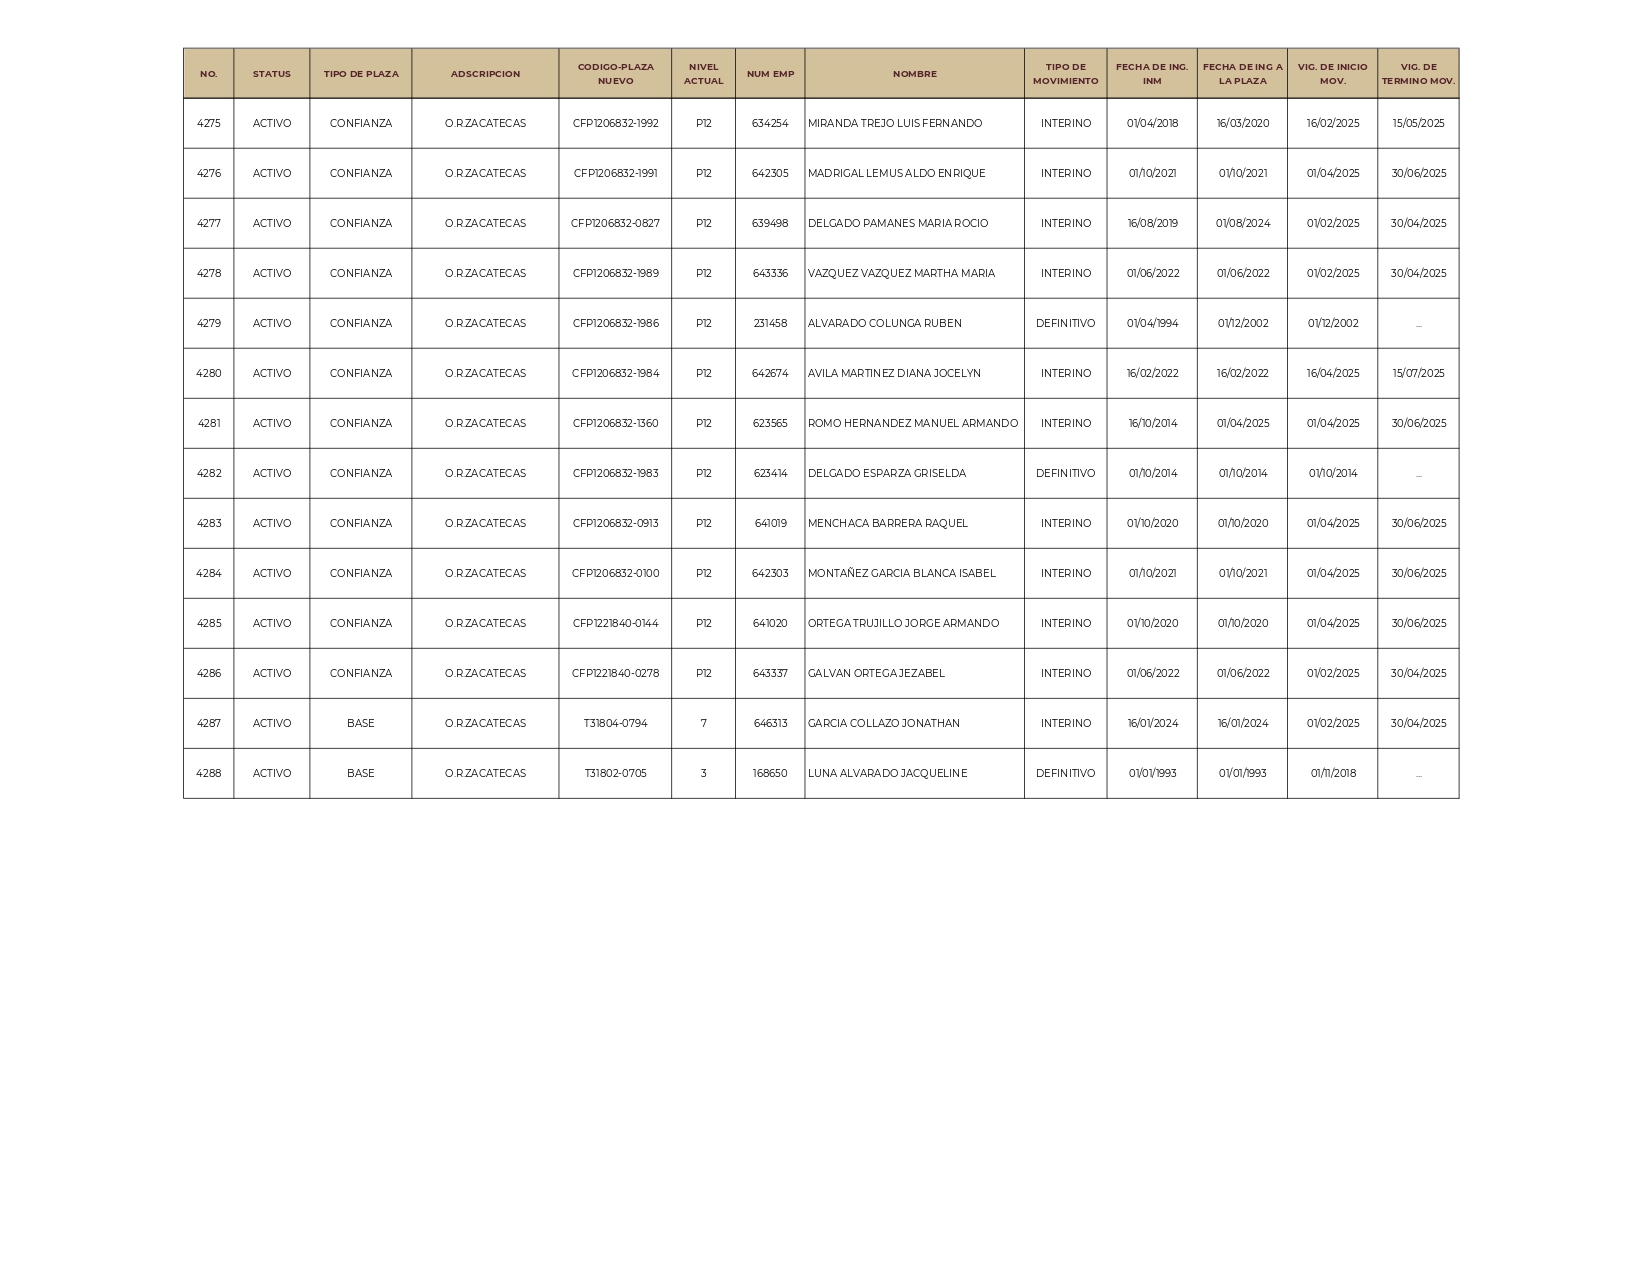 NO. STATUS TIPO DE PLAZA ADSCRIPCION CODIGO-PLAZA NUEVO NIVEL ACTUAL NUM EMP NOMBRE TIPO DE MOVIMIENTO FECHA DE ING. INM FECHA DE ING A LA PLAZA VIG. DE INICIO MOV. VIG. DE TERMINO MOV.
4275 ACTIVO CONFIANZA O.R.ZACATECAS CFP1206832-1992 P12 634254 MIRANDA TREJO LUIS FERNANDO INTERINO 01/04/2018 16/03/2020 16/02/2025 15/05/2025
4276 ACTIVO CONFIANZA O.R.ZACATECAS CFP1206832-1991 P12 642305 MADRIGAL LEMUS ALDO ENRIQUE INTERINO 01/10/2021 01/10/2021 01/04/2025 30/06/2025
4277 ACTIVO CONFIANZA O.R.ZACATECAS CFP1206832-0827 P12 639498 DELGADO PAMANES MARIA ROCIO INTERINO 16/08/2019 01/08/2024 01/02/2025 30/04/2025
4278 ACTIVO CONFIANZA O.R.ZACATECAS CFP1206832-1989 P12 643336 VAZQUEZ VAZQUEZ MARTHA MARIA INTERINO 01/06/2022 01/06/2022 01/02/2025 30/04/2025
4279 ACTIVO CONFIANZA O.R.ZACATECAS CFP1206832-1986 P12 231458 ALVARADO COLUNGA RUBEN DEFINITIVO 01/04/1994 01/12/2002 01/12/2002 ...
4280 ACTIVO CONFIANZA O.R.ZACATECAS CFP1206832-1984 P12 642674 AVILA MARTINEZ DIANA JOCELYN INTERINO 16/02/2022 16/02/2022 16/04/2025 15/07/2025
4281 ACTIVO CONFIANZA O.R.ZACATECAS CFP1206832-1360 P12 623565 ROMO HERNANDEZ MANUEL ARMANDO INTERINO 16/10/2014 01/04/2025 01/04/2025 30/06/2025
4282 ACTIVO CONFIANZA O.R.ZACATECAS CFP1206832-1983 P12 623414 DELGADO ESPARZA GRISELDA DEFINITIVO 01/10/2014 01/10/2014 01/10/2014 ...
4283 ACTIVO CONFIANZA O.R.ZACATECAS CFP1206832-0913 P12 641019 MENCHACA BARRERA RAQUEL INTERINO 01/10/2020 01/10/2020 01/04/2025 30/06/2025
4284 ACTIVO CONFIANZA O.R.ZACATECAS CFP1206832-0100 P12 642303 MONTAÑEZ GARCIA BLANCA ISABEL INTERINO 01/10/2021 01/10/2021 01/04/2025 30/06/2025
4285 ACTIVO CONFIANZA O.R.ZACATECAS CFP1221840-0144 P12 641020 ORTEGA TRUJILLO JORGE ARMANDO INTERINO 01/10/2020 01/10/2020 01/04/2025 30/06/2025
4286 ACTIVO CONFIANZA O.R.ZACATECAS CFP1221840-0278 P12 643337 GALVAN ORTEGA JEZABEL INTERINO 01/06/2022 01/06/2022 01/02/2025 30/04/2025
4287 ACTIVO BASE O.R.ZACATECAS T31804-0794 7 646313 GARCIA COLLAZO JONATHAN INTERINO 16/01/2024 16/01/2024 01/02/2025 30/04/2025
4288 ACTIVO BASE O.R.ZACATECAS T31802-0705 3 168650 LUNA ALVARADO JACQUELINE DEFINITIVO 01/01/1993 01/01/1993 01/11/2018 ...